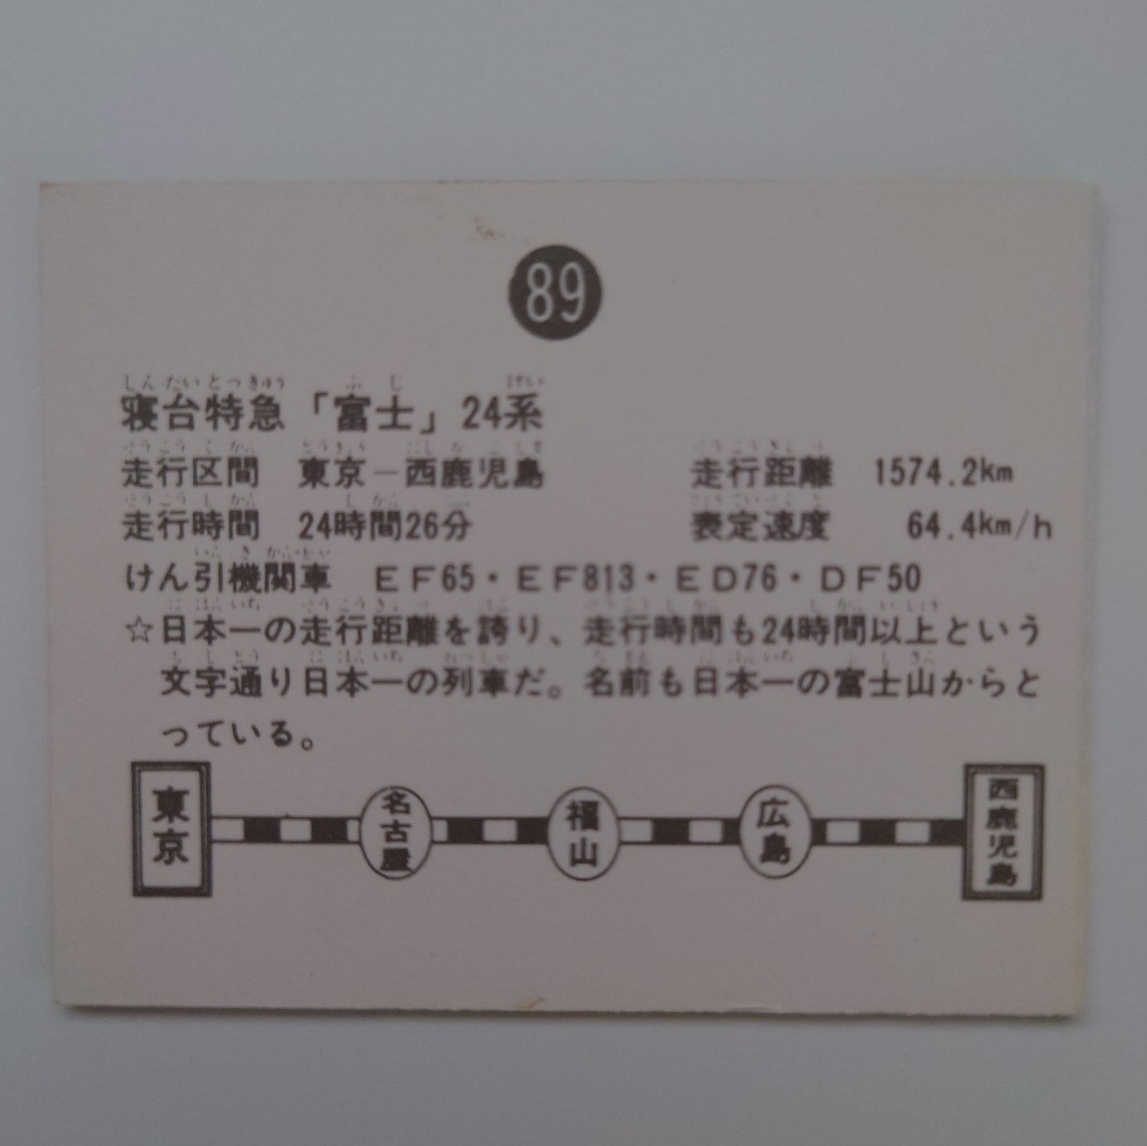 89
寝台特急「富士」24系
走行区間 東京－西鹿児島 走行距離 1574.2km
走行時間 24時間26分 表定速度 64.4km/h
けん引機関車 EF65・EF813・ED76・DF50
☆日本一の走行距離を誇り、走行時間も24時間以上という
文字通り日本一の列車だ。名前も日本一の富士山からと
っている。
東京 名古屋 福山 広島 西鹿児島